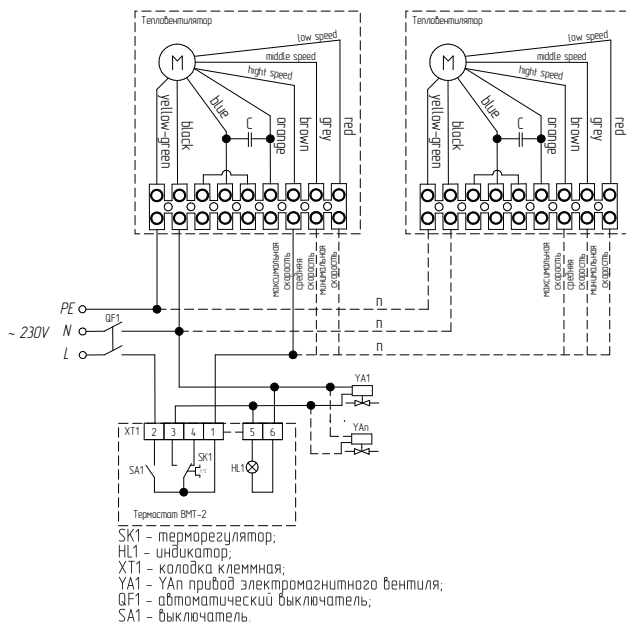 Тепловентилятор
Тепловентилятор
low speed
middle speed
hight speed
M
yellow-green
black
blue
C
orange
brown
grey
red
low speed
middle speed
hight speed
M
yellow-green
black
blue
C
orange
brown
grey
red
максимальная скорость
средняя скорость
минимальная скорость
максимальная скорость
средняя скорость
минимальная скорость
PE
n
QF1
~ 230V
N
n
L
n
YA1
YAn
XT1
2
3
4
1
5
6
SA1
SK1
t,°C
HL1
Термостат ВМТ-2
SK1 – терморегулятор;
HL1 – индикатор;
XT1 – колодка клеммная;
YA1 – YAn привод электромагнитного вентиля;
QF1 – автоматический выключатель;
SA1 – выключатель.